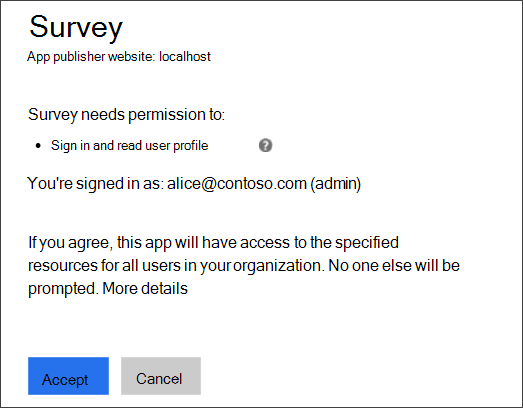 Survey
App publisher website: localhost
Survey needs permission to:
• Sign in and read user profile ?
You're signed in as: alice@contoso.com (admin)
If you agree, this app will have access to the specified
resources for all users in your organization. No one else will be
prompted. More details
Accept Cancel